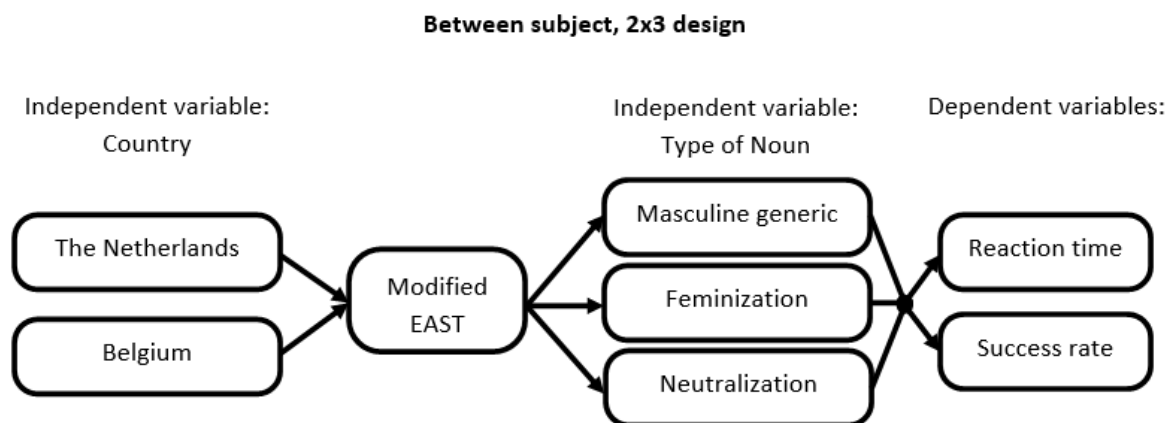 Between subject, 2x3 design
Independent variable:
Country
Independent variable:
Type of Noun
Dependent variables:
The Netherlands
Belgium
Modified
EAST
Masculine generic
Feminization
Neutralization
Reaction time
Success rate